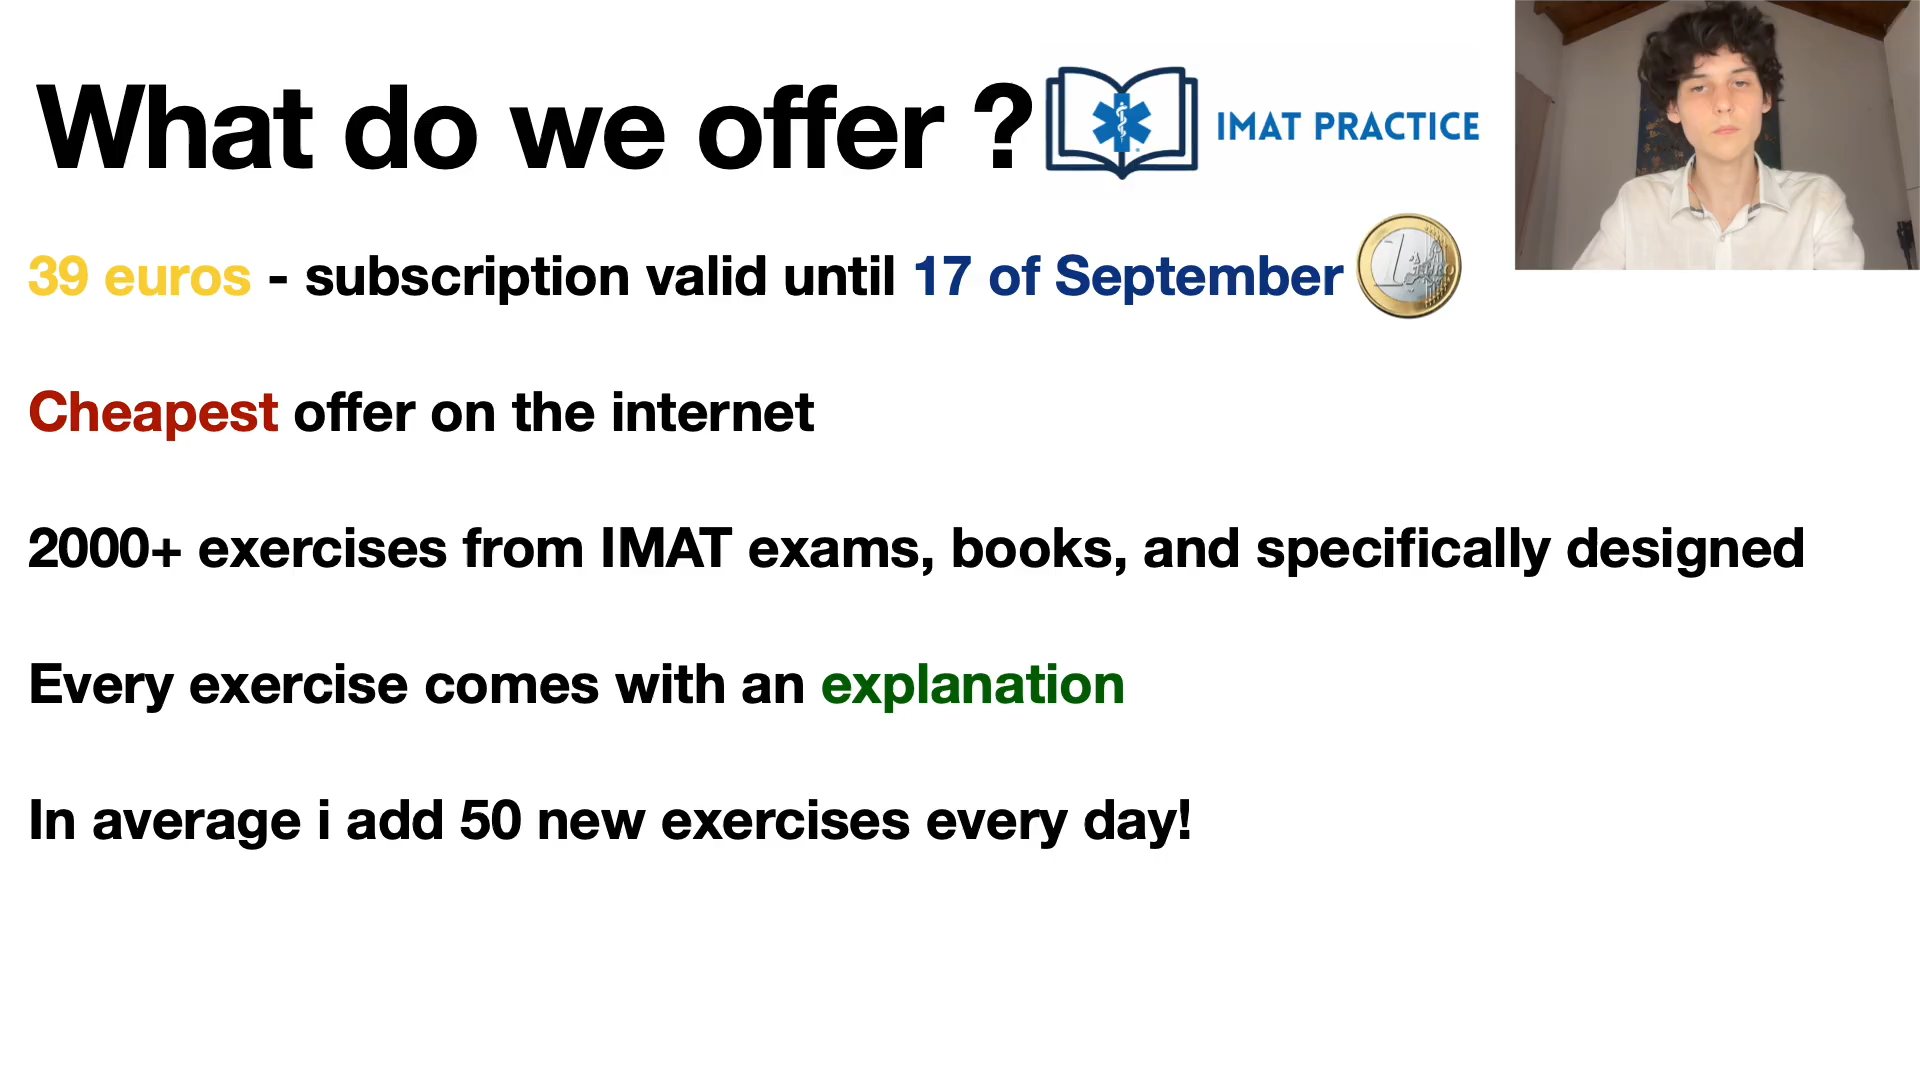 What do we offer ?
IMAT PRACTICE
39 euros - subscription valid until 17 of September
1 EURO
Cheapest offer on the internet
2000+ exercises from IMAT exams, books, and specifically designed
Every exercise comes with an explanation
In average i add 50 new exercises every day!